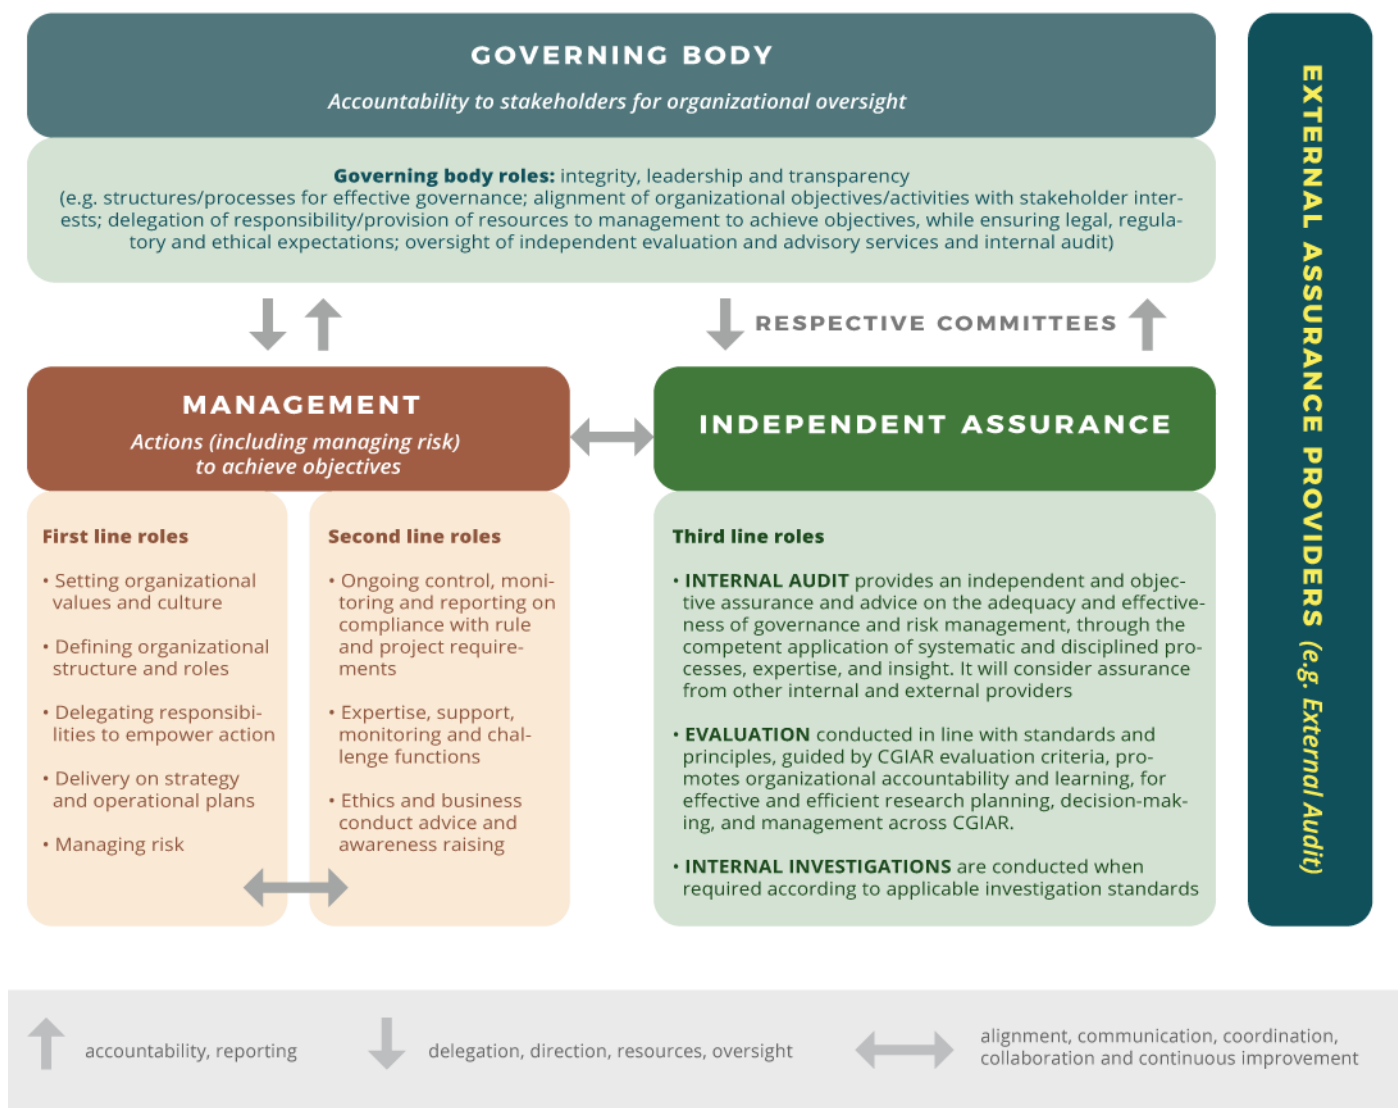 GOVERNING BODY
Accountability to stakeholders for organizational oversight
Governing body roles: integrity, leadership and transparency
(e.g. structures/processes for effective governance; alignment of organizational objectives/activities with stakeholder inter-
ests; delegation of responsibility/provision of resources to management to achieve objectives, while ensuring legal, regula-
tory and ethical expectations; oversight of independent evaluation and advisory services and internal audit)
RESPECTIVE COMMITTEES
MANAGEMENT
Actions (including managing risk)
to achieve objectives
First line roles
• Setting organizational
values and culture
• Defining organizational
structure and roles
• Delegating responsibi-
lities to empower action
• Delivery on strategy
and operational plans
• Managing risk
Second line roles
• Ongoing control, moni-
toring and reporting on
compliance with rule
and project require-
ments
• Expertise, support,
monitoring and chal-
lenge functions
• Ethics and business
conduct advice and
awareness raising
INDEPENDENT ASSURANCE
Third line roles
• INTERNAL AUDIT provides an independent and objec-
tive assurance and advice on the adequacy and effective-
ness of governance and risk management, through the
competent application of systematic and disciplined pro-
cesses, expertise, and insight. It will consider assurance
from other internal and external providers
• EVALUATION conducted in line with standards and
principles, guided by CGIAR evaluation criteria, pro-
motes organizational accountability and learning, for
effective and efficient research planning, decision-mak-
ing, and management across CGIAR.
• INTERNAL INVESTIGATIONS are conducted when
required according to applicable investigation standards
EXTERNAL ASSURANCE PROVIDERS (e.g. External Audit)
accountability, reporting
delegation, direction, resources, oversight
alignment, communication, coordination,
collaboration and continuous improvement